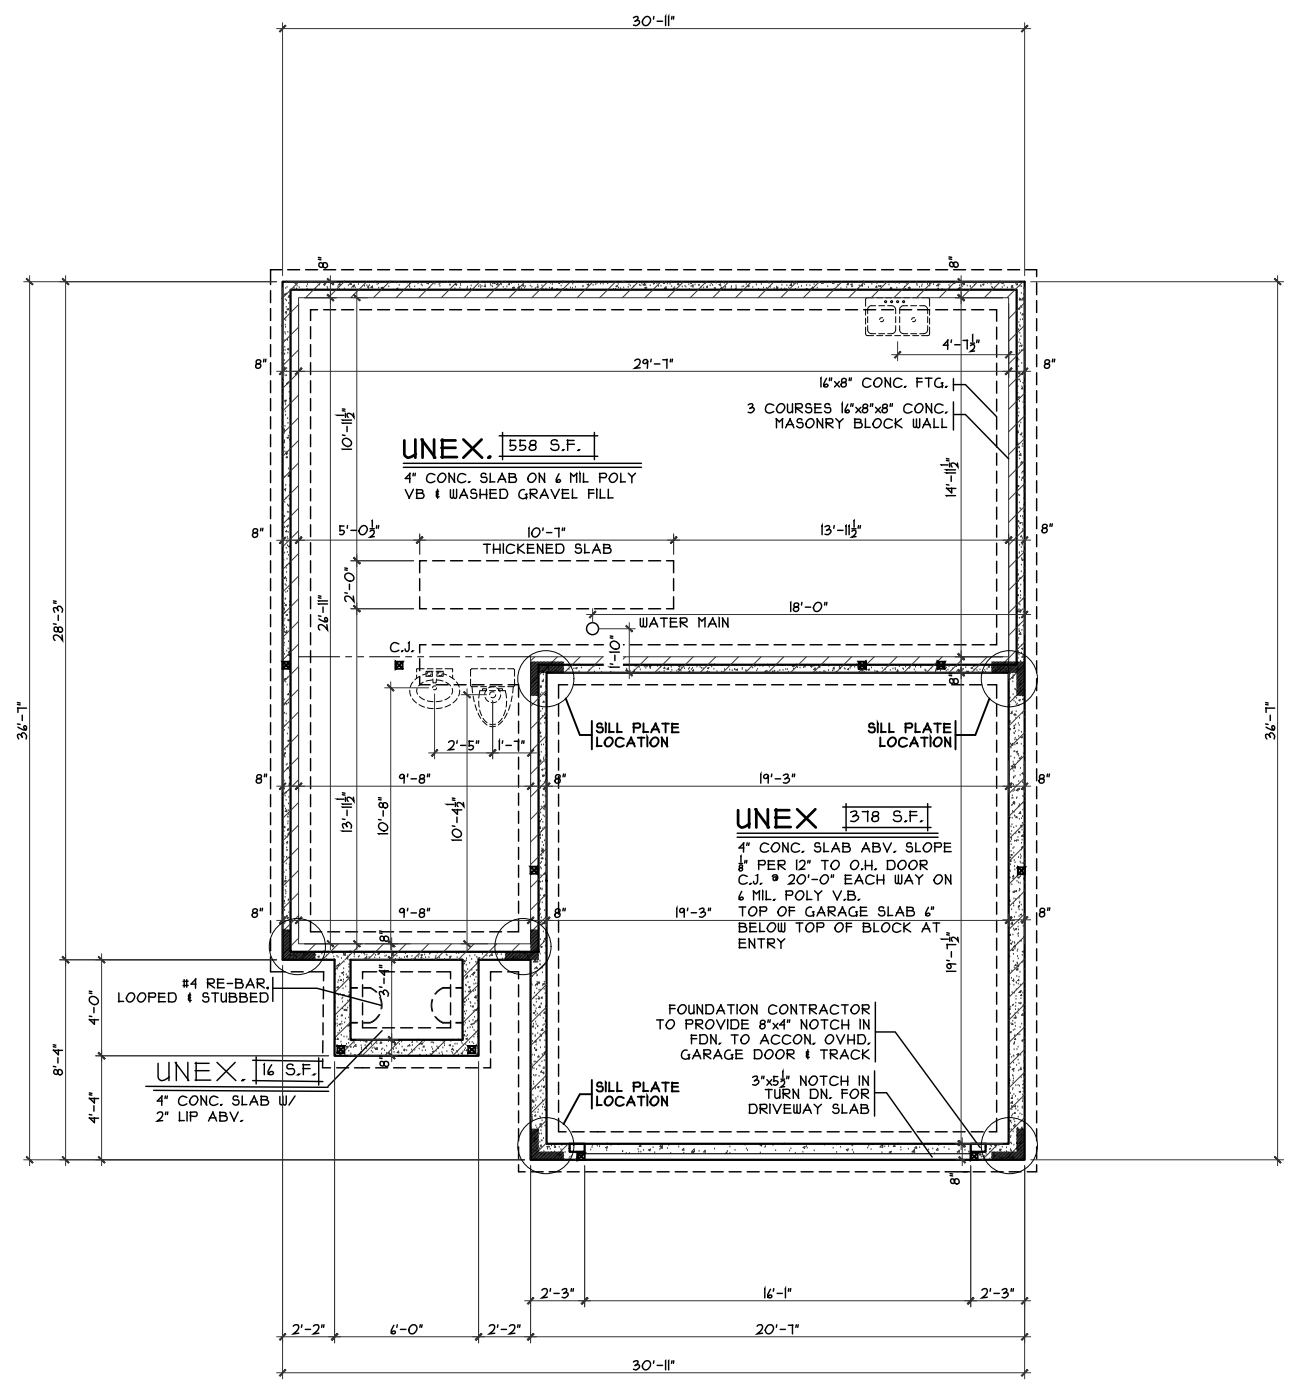 30'-11"
8"
8"
4'-7½"
8"
29'-7"
8"
16"x8" CONC. FTG.
3 COURSES 16"x8"x8" CONC.
MASONRY BLOCK WALL
10'-11½"
UNEX. 558 S.F.
4" CONC. SLAB ON 6 MIL POLY
VB & WASHED GRAVEL FILL
14'-11½"
8"
5'-0½"
10'-7"
13'-11½"
8"
THICKENED SLAB
2'-0"
28'-3"
26'-11"
18'-0"
WATER MAIN
1'-10"
C.J.
8"
36'-7"
36'-7"
SILL PLATE
LOCATION
SILL PLATE
LOCATION
2'-5"
1'-7"
8"
9'-8"
8"
19'-3"
8"
13'-11½"
10'-8"
10'-4½"
UNEX 378 S.F.
4" CONC. SLAB ABV. SLOPE
⅛" PER 12" TO O.H. DOOR
C.J. @ 20'-0" EACH WAY ON
6 MIL. POLY V.B.
TOP OF GARAGE SLAB 6"
BELOW TOP OF BLOCK AT
ENTRY
8"
9'-8"
8"
19'-3"
8"
8"
19'-7½"
#4 RE-BAR.
LOOPED & STUBBED
3'-4"
4'-0"
8'-4"
8"
FOUNDATION CONTRACTOR
TO PROVIDE 8"x4" NOTCH IN
FDN. TO ACCON. OVHD.
GARAGE DOOR & TRACK
UNEX. 16 S.F.
4" CONC. SLAB W/
2" LIP ABV.
4'-4"
SILL PLATE
LOCATION
3"x5½" NOTCH IN
TURN DN. FOR
DRIVEWAY SLAB
8"
2'-3"
16'-1"
2'-3"
2'-2"
6'-0"
2'-2"
20'-7"
30'-11"